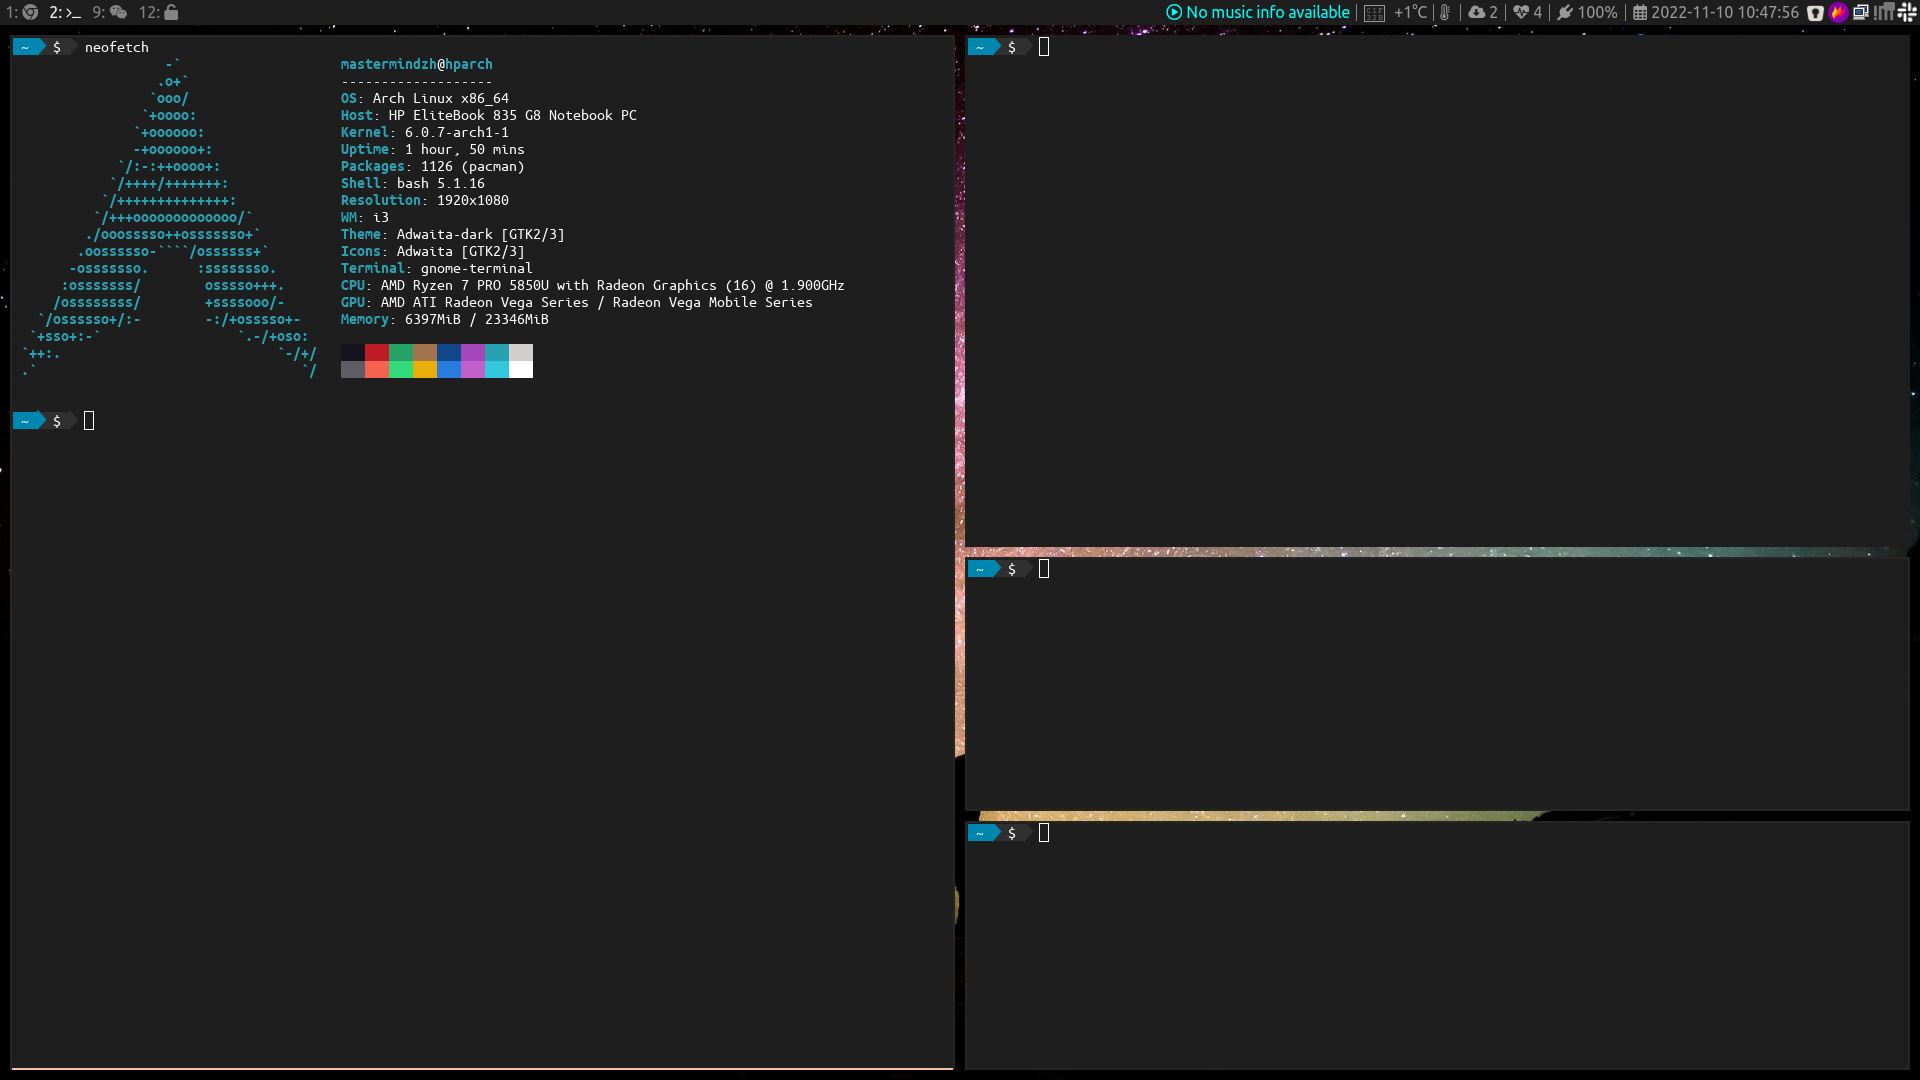 1: 2:>_ 9: 12: No music info available +1°C 2 4 100% 2022-11-10 10:47:56
~ $ neofetch
                  -`
                 .o+`
                `ooo/
               `+oooo:
              `+oooooo:
              -+oooooo+:
            `/:-:++oooo+:
           `/++++/+++++++:
          `/++++++++++++++:
         `/+++ooooooooooooo/`
        ./ooosssso++osssssso+`
       .oossssso-````/ossssss+`
      -osssssso.      :ssssssso.
     :osssssss/        osssso+++.
    /ossssssss/        +ssssooo/-
  `/ossssso+/:-        -:/+osssso+-
 `+sso+:-`                 `.-/+oso:
`++:.                           `-/+/
.`                                 `/
mastermindzh@hparch
-------------------
OS: Arch Linux x86_64
Host: HP EliteBook 835 G8 Notebook PC
Kernel: 6.0.7-arch1-1
Uptime: 1 hour, 50 mins
Packages: 1126 (pacman)
Shell: bash 5.1.16
Resolution: 1920x1080
WM: i3
Theme: Adwaita-dark [GTK2/3]
Icons: Adwaita [GTK2/3]
Terminal: gnome-terminal
CPU: AMD Ryzen 7 PRO 5850U with Radeon Graphics (16) @ 1.900GHz
GPU: AMD ATI Radeon Vega Series / Radeon Vega Mobile Series
Memory: 6397MiB / 23346MiB
~ $
~ $
~ $
~ $